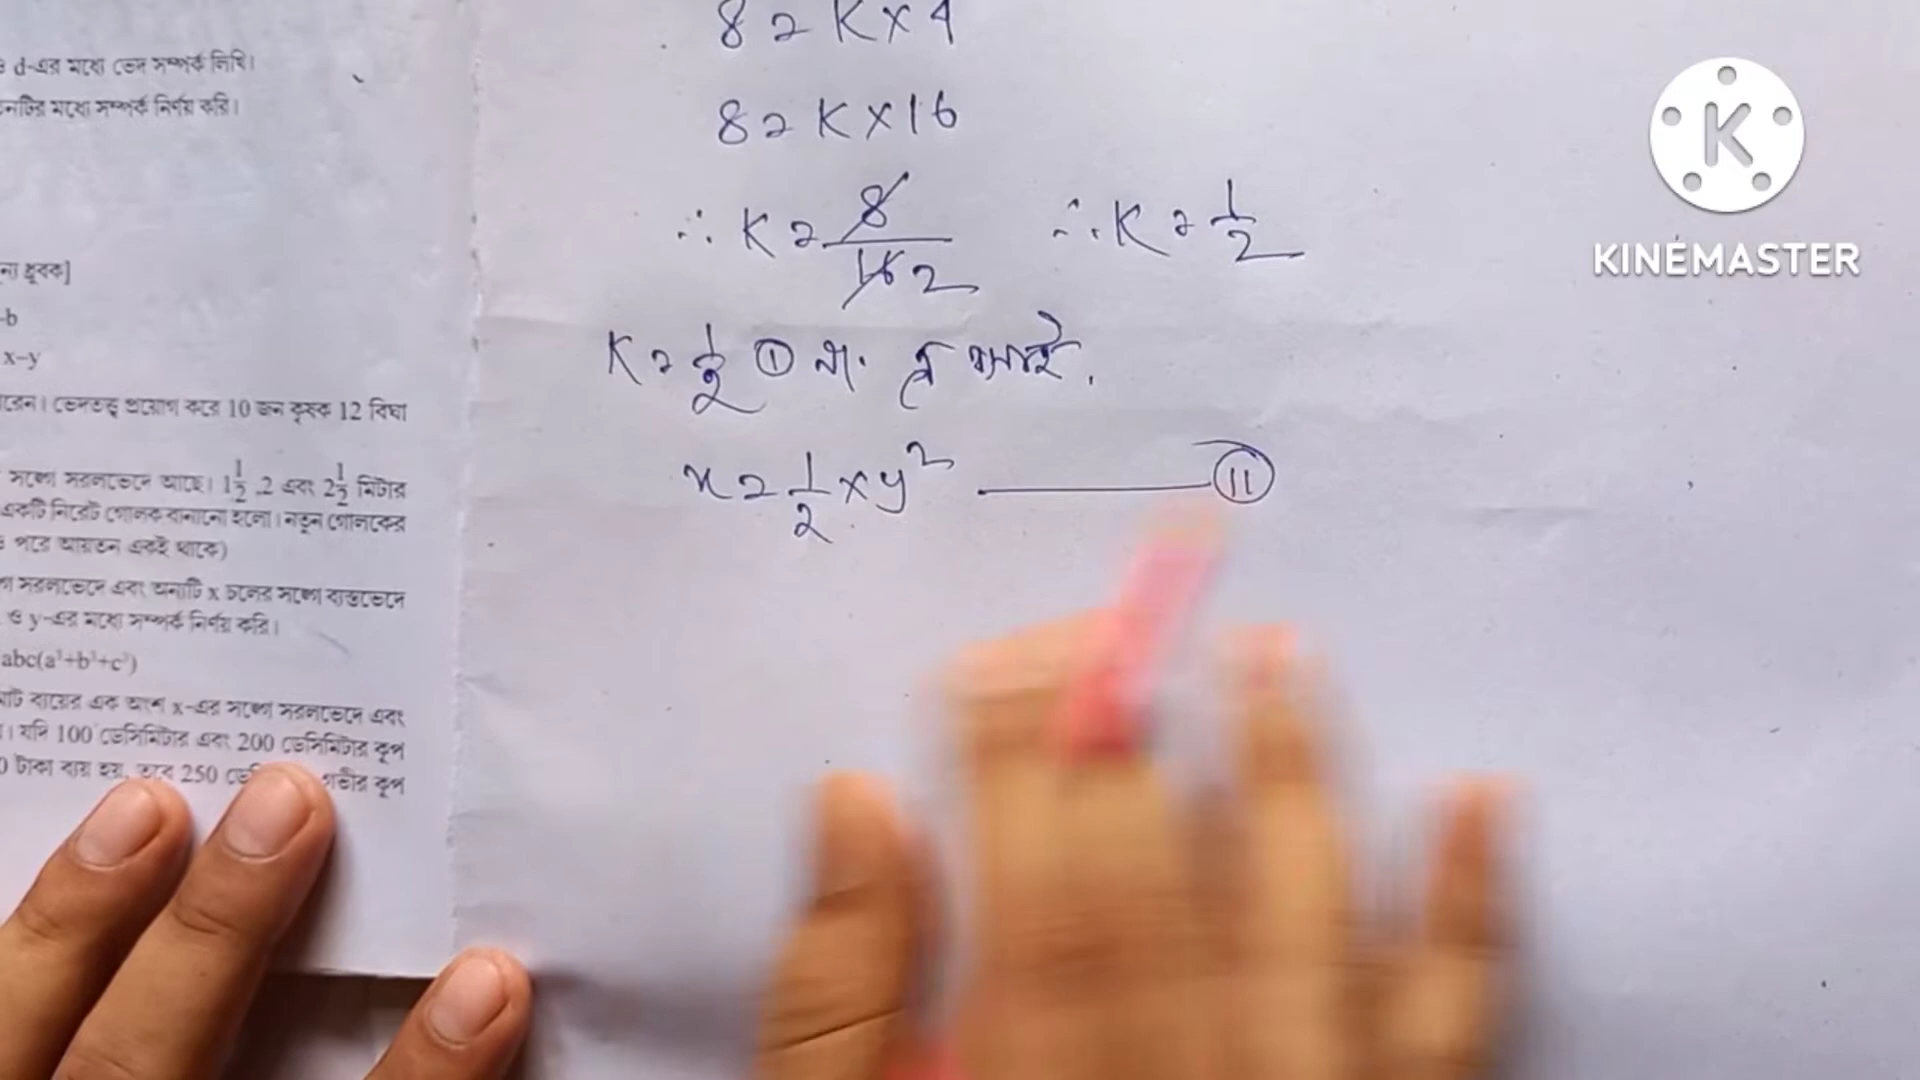 d-এর মধ্যে ভেদ সম্পর্ক লিখি।
মধ্যে সম্পর্ক নির্ণয় করি।
ধ্রুবক]
-b
x–y
ভেদতত্ত্ব প্রয়োগ করে 10 জন কৃষক 12 বিঘা
সঙ্গে সরলভেদে আছে। 1 1/2, 2 এবং 2 1/2 মিটার
একটি নিরেট গোলক বানানো হলো। নতুন গোলকের
পরে আয়তন একই থাকে)
সরলভেদে এবং অন্যটি x চলের সঙ্গে ব্যস্তভেদে
ও y-এর মধ্যে সম্পর্ক নির্ণয় করি।
abc(a³+b³+c³)
ব্যয়ের এক অংশ x-এর সঙ্গে সরলভেদে এবং
। যদি 100 ডেসিমিটার এবং 200 ডেসিমিটার কূপ
টাকা ব্যয় হয়, তবে 250 গভীর কূপ
8 = K × 4
8 = K × 16
∴ K = 8/16 2 ∴ K = 1/2
K = 1/2 ① নং এ বসাই.
x = 1/2 × y² ——— ⑪
K
KINEMASTER